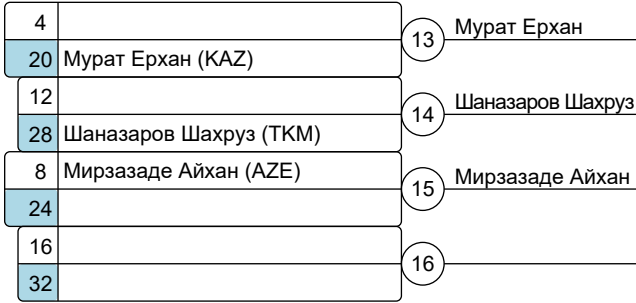 4
13 Мурат Ерхан
20 Мурат Ерхан (KAZ)
12
14 Шаназаров Шахруз
28 Шаназаров Шахруз (TKM)
8 Мирзазаде Айхан (AZE)
15 Мирзазаде Айхан
24
16
16
32